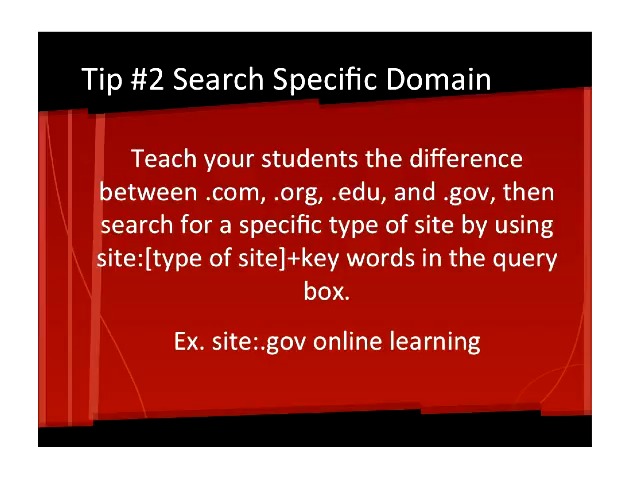 Tip #2 Search Specific Domain
Teach your students the difference
between .com, .org, .edu, and .gov, then
search for a specific type of site by using
site:[type of site]+key words in the query
box.
Ex. site:.gov online learning